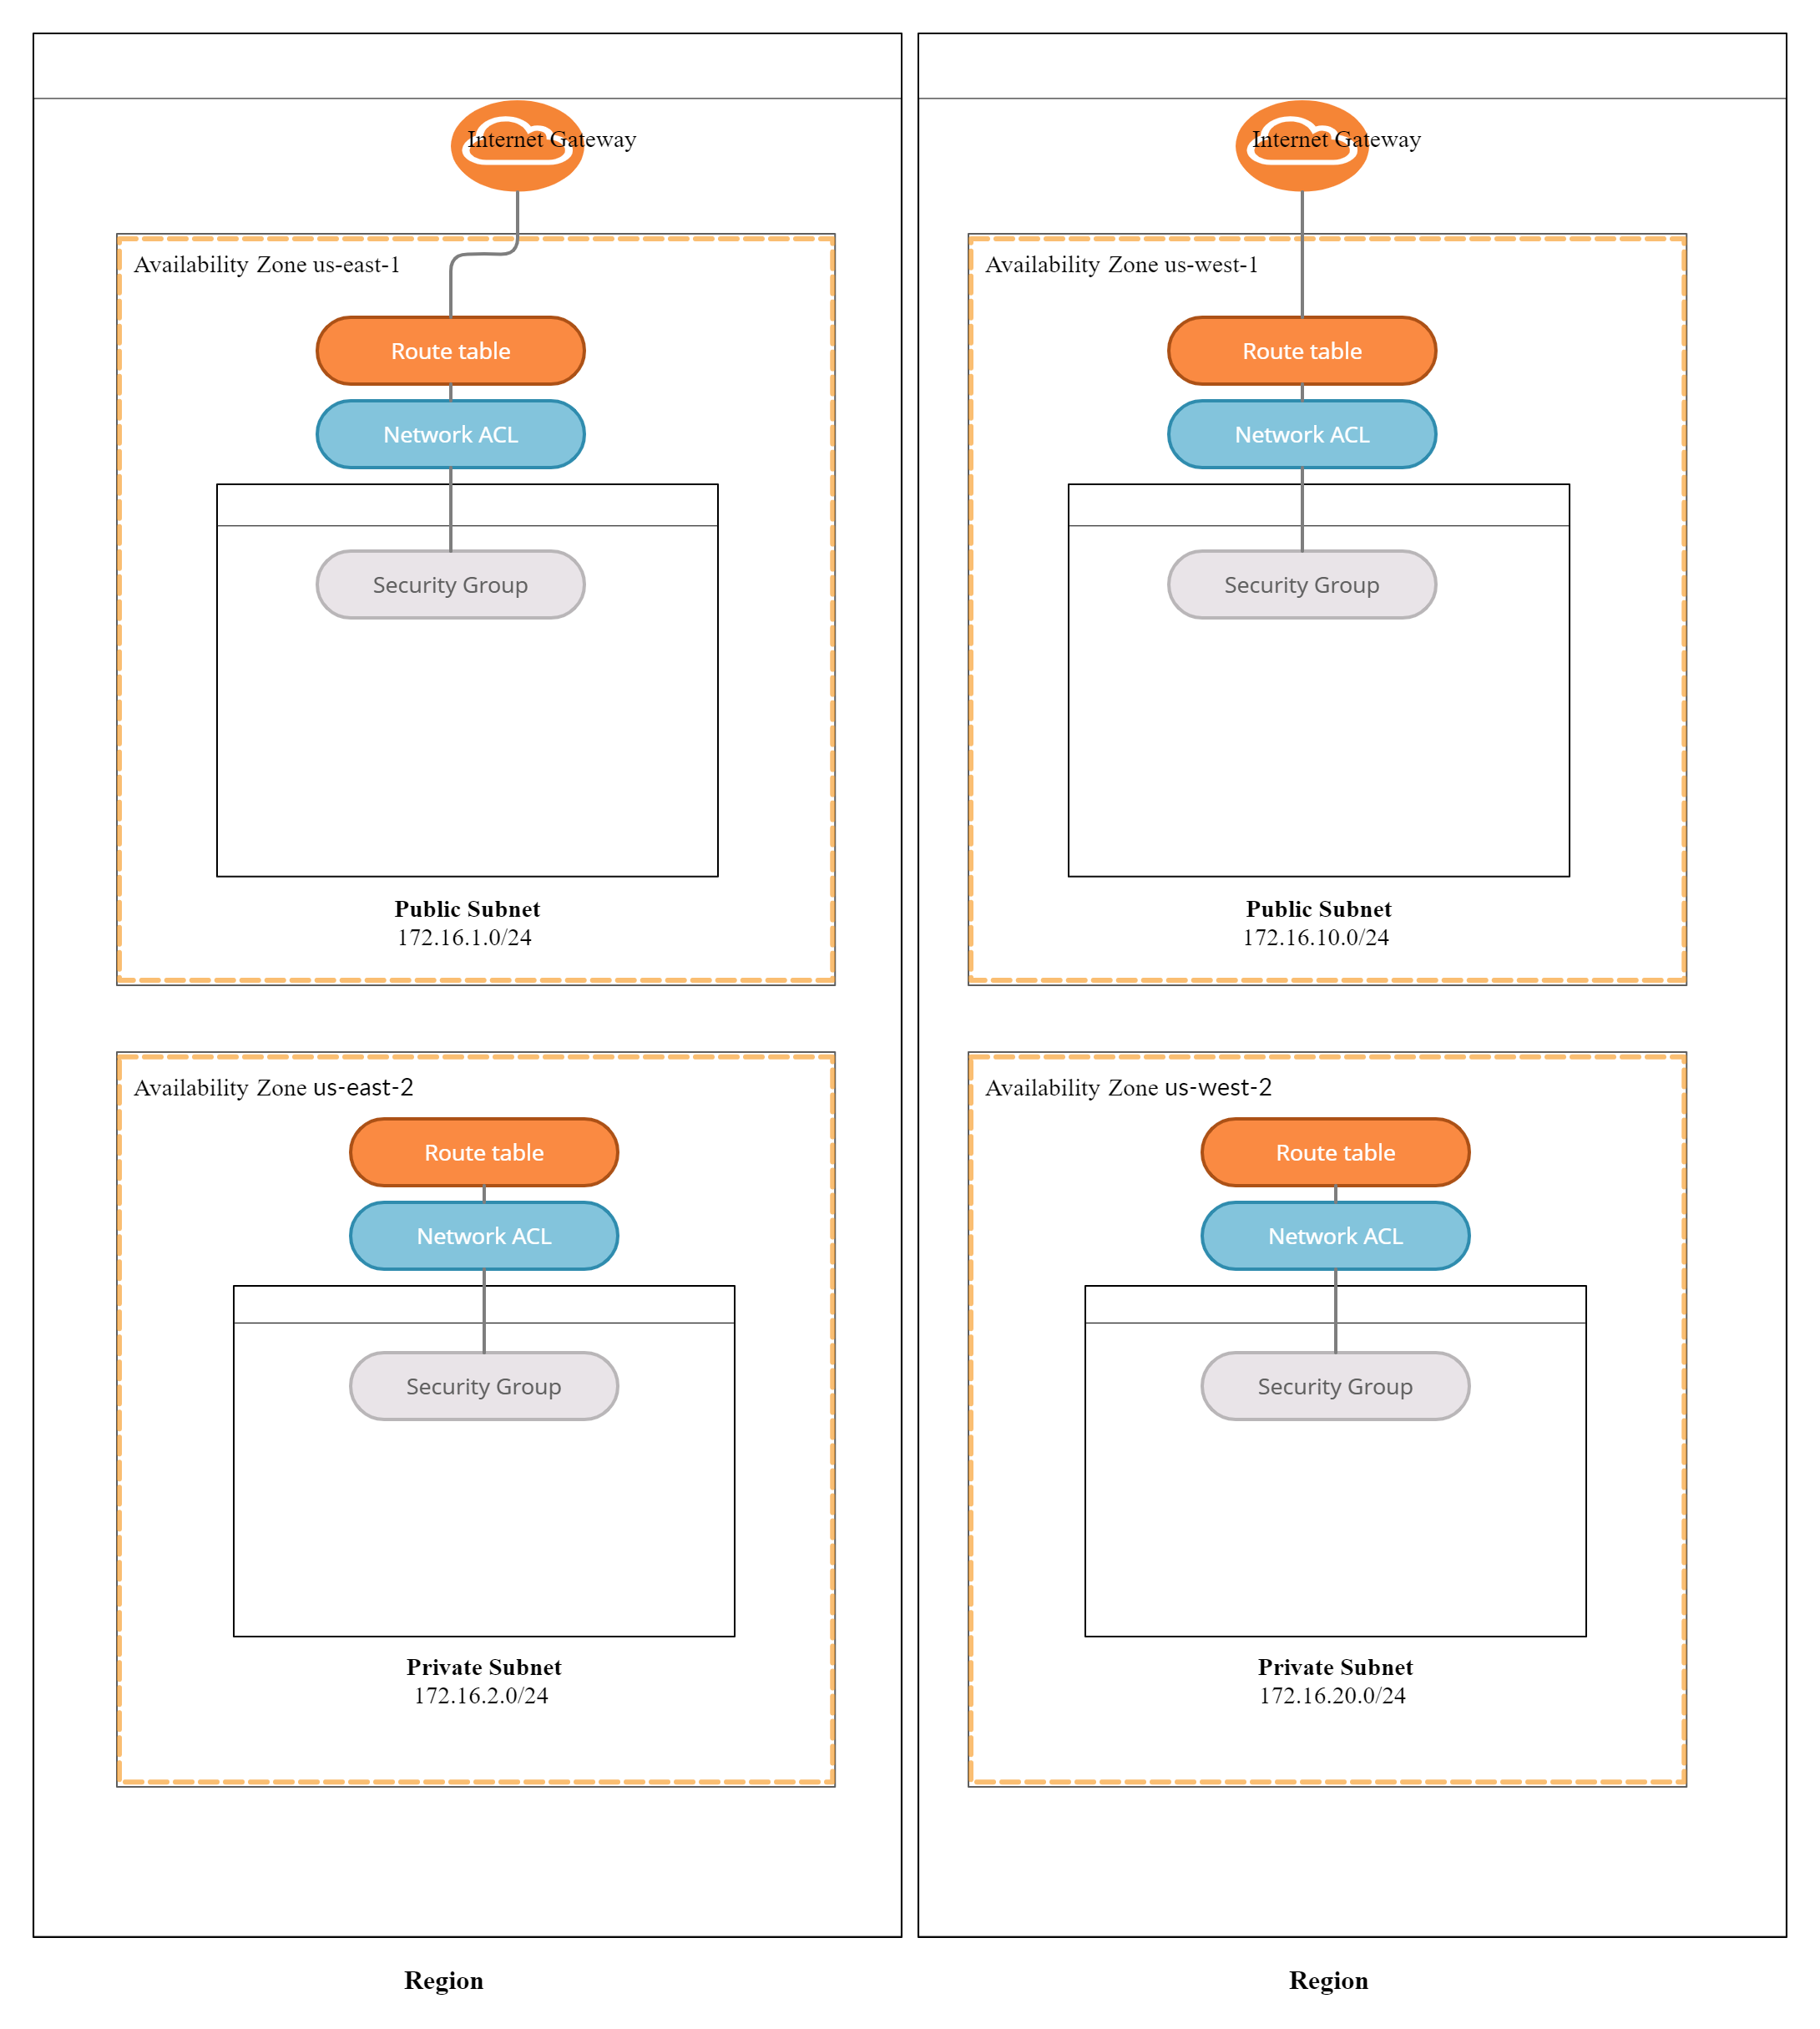 Internet Gateway
Availability Zone us-east-1
Route table
Network ACL
Security Group
Public Subnet
172.16.1.0/24
Availability Zone us-east-2
Route table
Network ACL
Security Group
Private Subnet
172.16.2.0/24
Region
Internet Gateway
Availability Zone us-west-1
Route table
Network ACL
Security Group
Public Subnet
172.16.10.0/24
Availability Zone us-west-2
Route table
Network ACL
Security Group
Private Subnet
172.16.20.0/24
Region